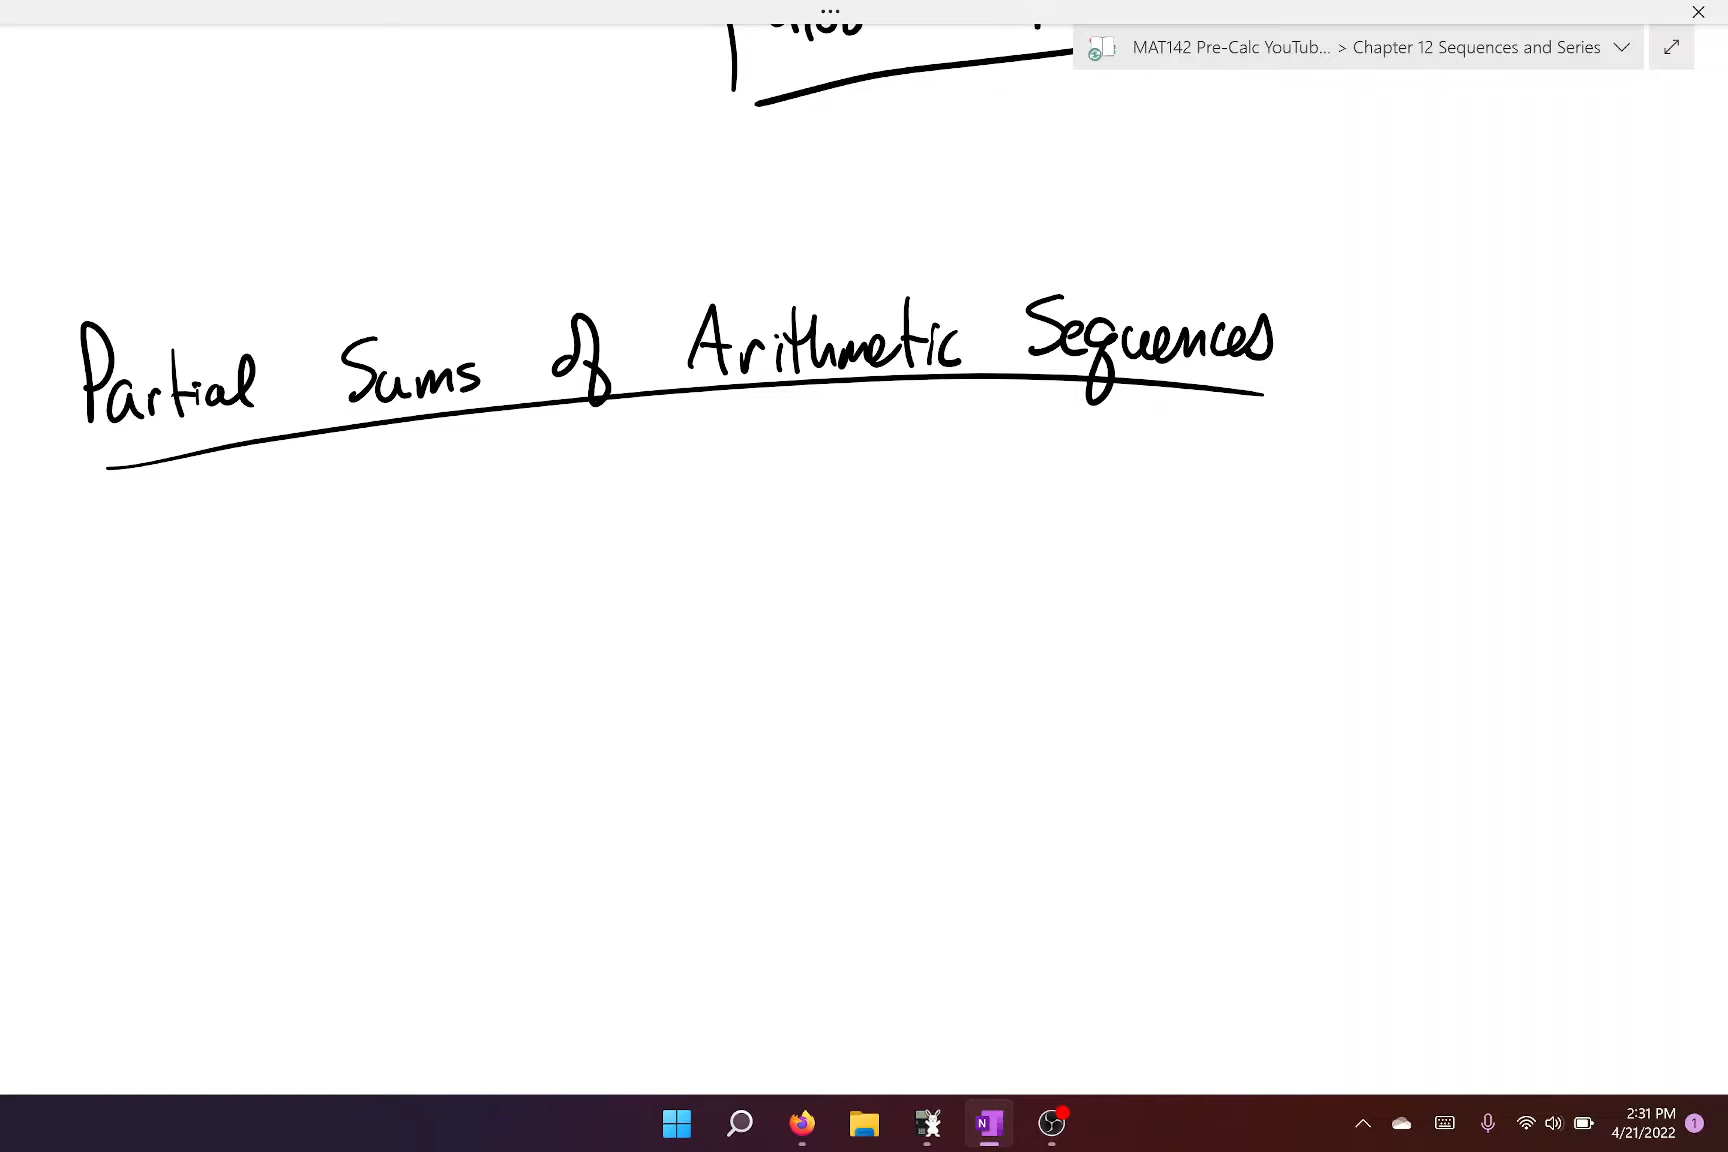 MAT142 Pre-Calc YouTub... > Chapter 12 Sequences and Series
Partial Sums of Arithmetic Sequences
2:31 PM
4/21/2022
1